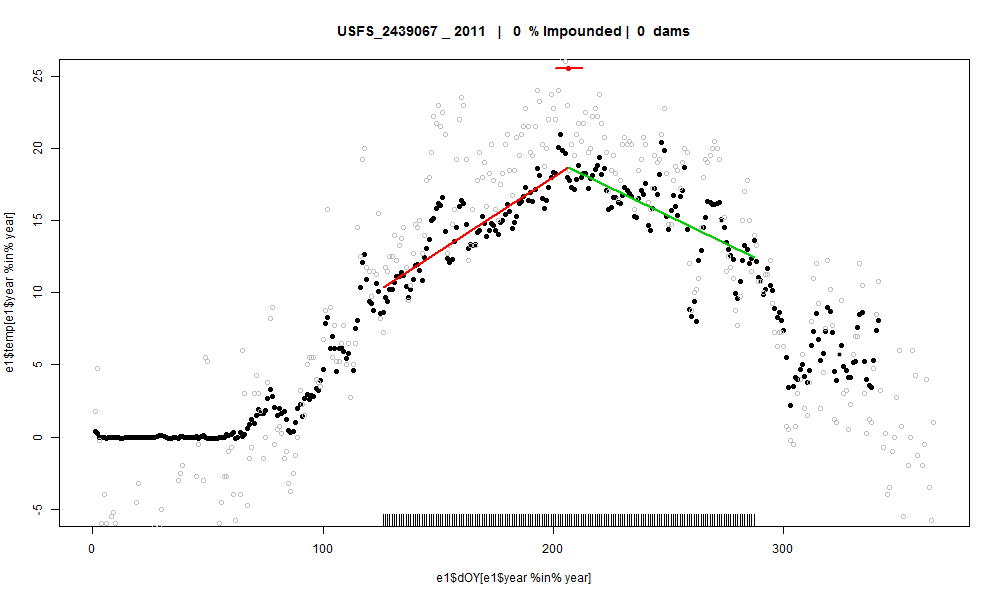 USFS_2439067 _ 2011 | 0 % Impounded | 0 dams
25
20
15
10
5
0
-5
e1$temp[e1$year %in% year]
0 100 200 300
e1$dOY[e1$year %in% year]